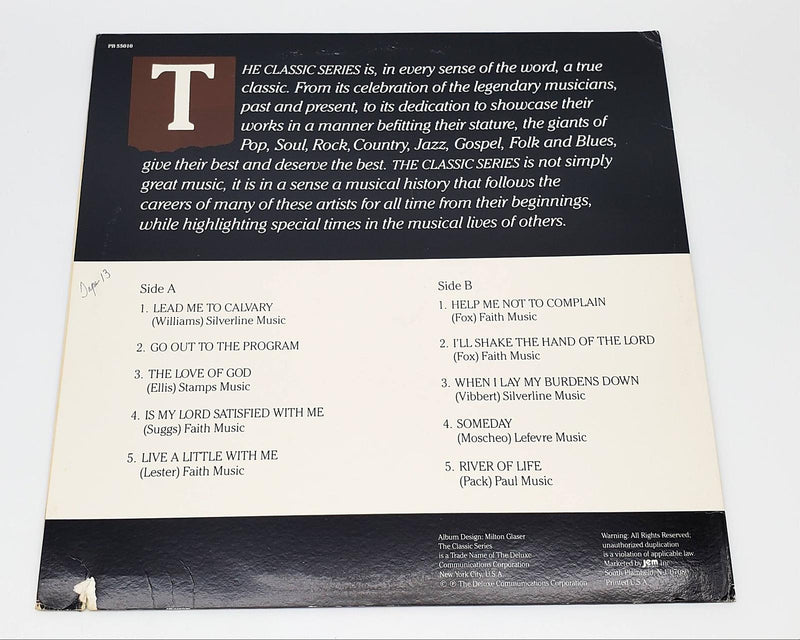 PB 55010
THE CLASSIC SERIES is, in every sense of the word, a true
classic. From its celebration of the legendary musicians,
past and present, to its dedication to showcase their
works in a manner befitting their stature, the giants of
Pop, Soul, Rock, Country, Jazz, Gospel, Folk and Blues,
give their best and deserve the best. THE CLASSIC SERIES is not simply
great music, it is in a sense a musical history that follows the
careers of many of these artists for all time from their beginnings,
while highlighting special times in the musical lives of others.
Side A
1. LEAD ME TO CALVARY
(Williams) Silverline Music
2. GO OUT TO THE PROGRAM
3. THE LOVE OF GOD
(Ellis) Stamps Music
4. IS MY LORD SATISFIED WITH ME
(Suggs) Faith Music
5. LIVE A LITTLE WITH ME
(Lester) Faith Music
Side B
1. HELP ME NOT TO COMPLAIN
(Fox) Faith Music
2. I'LL SHAKE THE HAND OF THE LORD
(Fox) Faith Music
3. WHEN I LAY MY BURDENS DOWN
(Vibbert) Silverline Music
4. SOMEDAY
(Moscheo) Lefevre Music
5. RIVER OF LIFE
(Pack) Paul Music
Album Design: Milton Glaser
The Classic Series
is a Trade Name of The Deluxe
Communications Corporation
New York City, U.S.A.
© ℗ The Deluxe Communications Corporation
Warning: All Rights Reserved;
unauthorized duplication
is a violation of applicable law.
Marketed by jem Inc
South Plainfield, N.J. 07080
Printed U.S.A.